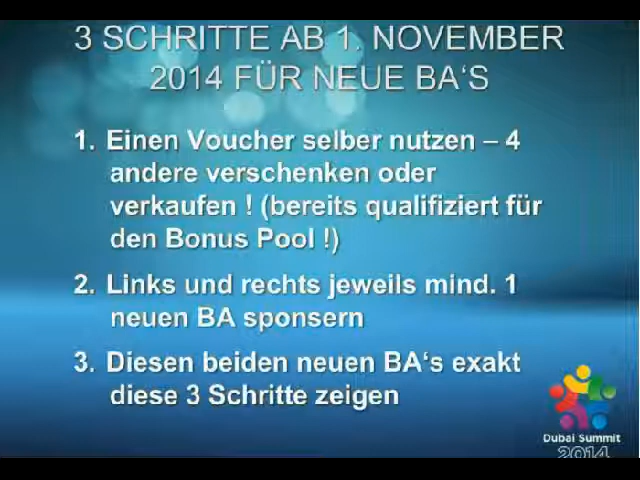 3 SCHRITTE AB 1. NOVEMBER
2014 FÜR NEUE BA‘S
1. Einen Voucher selber nutzen – 4
andere verschenken oder
verkaufen ! (bereits qualifiziert für
den Bonus Pool !)
2. Links und rechts jeweils mind. 1
neuen BA sponsern
3. Diesen beiden neuen BA‘s exakt
diese 3 Schritte zeigen
Dubai Summit
2014